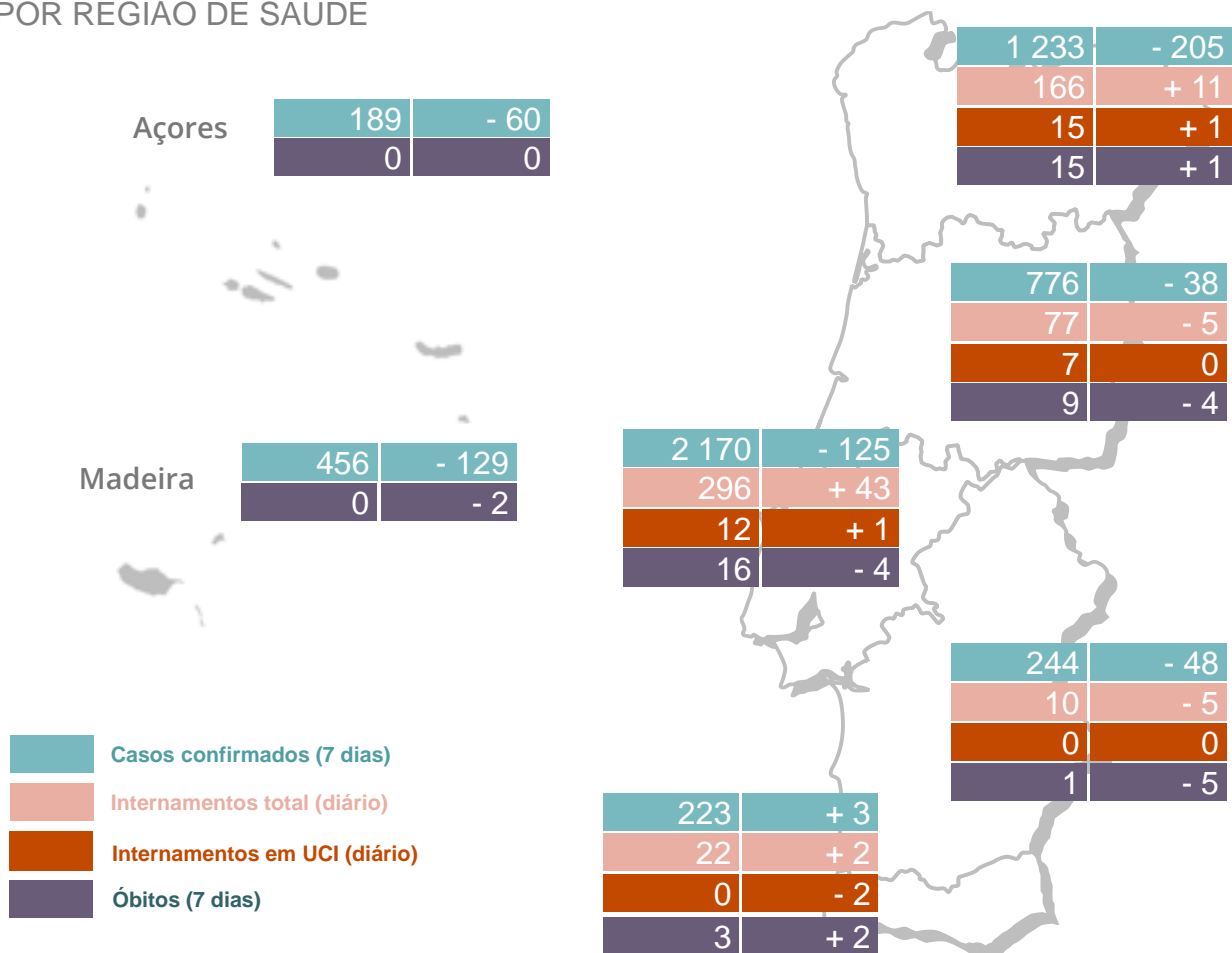 POR REGIÃO DE SAÚDE
1 233 - 205
166 + 11
15 + 1
15 + 1
Açores
189 - 60
0 0
776 - 38
77 - 5
7 0
9 - 4
2 170 - 125
296 + 43
12 + 1
16 - 4
Madeira
456 - 129
0 - 2
244 - 48
10 - 5
0 0
1 - 5
Casos confirmados (7 dias)
Internamentos total (diário)
Internamentos em UCI (diário)
Óbitos (7 dias)
223 + 3
22 + 2
0 - 2
3 + 2